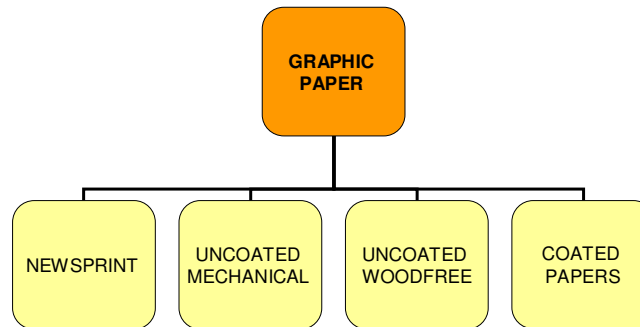 GRAPHIC
PAPER
NEWSPRINT
UNCOATED
MECHANICAL
UNCOATED
WOODFREE
COATED
PAPERS